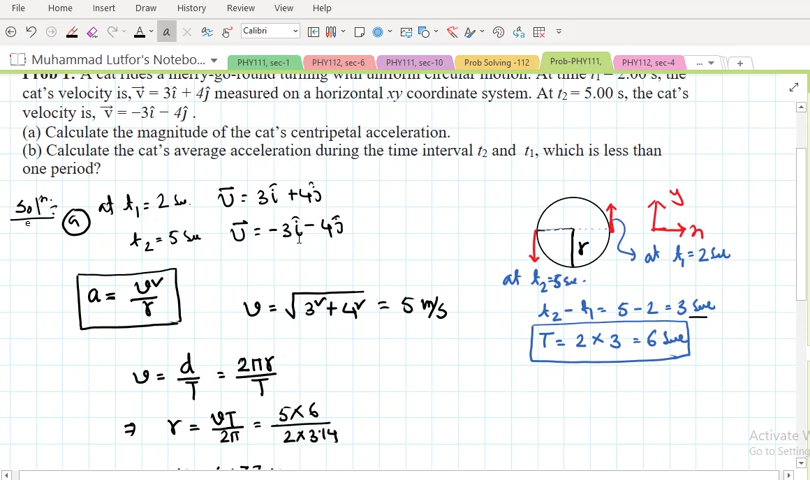 File Home Insert Draw History Review View Help
Calibri
Muhammad Lutfor's Notebo... PHY111, sec-1 PHY112, sec-6 PHY111, sec-10 Prob Solving -112 Prob-PHY111, PHY112, sec-4 ... +
Prob 1. A cat rides a merry-go-round turning with uniform circular motion. At time t₁ = 2.00 s, the
cat's velocity is, v⃗ = 3î + 4ĵ measured on a horizontal xy coordinate system. At t₂ = 5.00 s, the cat's
velocity is, v⃗ = −3î − 4ĵ .
(a) Calculate the magnitude of the cat's centripetal acceleration.
(b) Calculate the cat's average acceleration during the time interval t₂ and t₁, which is less than
one period?
Solⁿ: (a) at t₁ = 2 sec. v⃗ = 3î + 4ĵ
t₂ = 5 sec v⃗ = −3î − 4ĵ
a = v²/r
v = √(3² + 4²) = 5 m/s
v = d/T = 2πr/T
⇒ r = vT/2π = 5×6/2×3.14
y
x
r
at t₁ = 2 sec
at t₂ = 5 sec.
t₂ − t₁ = 5 − 2 = 3 sec
T = 2 × 3 = 6 sec
Activate W
Go to Setting